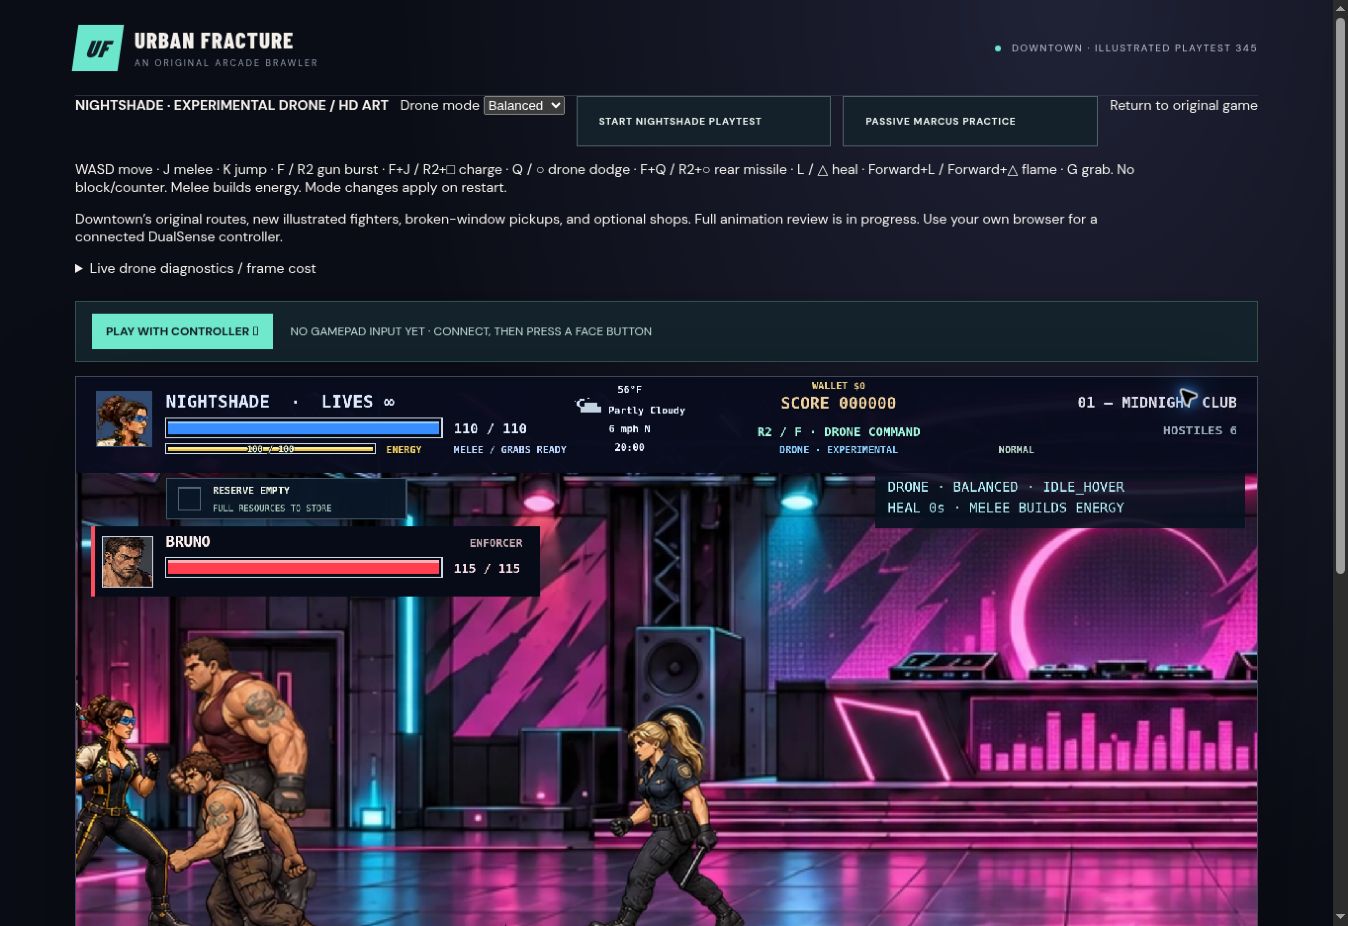 UF
URBAN FRACTURE
AN ORIGINAL ARCADE BRAWLER
DOWNTOWN · ILLUSTRATED PLAYTEST 345
NIGHTSHADE · EXPERIMENTAL DRONE / HD ART
Drone mode Balanced
START NIGHTSHADE PLAYTEST
PASSIVE MARCUS PRACTICE
Return to original game
WASD move · J melee · K jump · F / R2 gun burst · F+J / R2+□ charge · Q / ○ drone dodge · F+Q / R2+○ rear missile · L / △ heal · Forward+L / Forward+△ flame · G grab. No
block/counter. Melee builds energy. Mode changes apply on restart.
Downtown's original routes, new illustrated fighters, broken-window pickups, and optional shops. Full animation review is in progress. Use your own browser for a
connected DualSense controller.
▶ Live drone diagnostics / frame cost
PLAY WITH CONTROLLER
NO GAMEPAD INPUT YET · CONNECT, THEN PRESS A FACE BUTTON
NIGHTSHADE · LIVES ∞
110 / 110
100 / 100
ENERGY
MELEE / GRABS READY
56°F
Partly Cloudy
6 mph N
20:00
WALLET $0
SCORE 000000
R2 / F · DRONE COMMAND
DRONE · EXPERIMENTAL
NORMAL
01 — MIDNIGHT CLUB
HOSTILES 6
RESERVE EMPTY
FULL RESOURCES TO STORE
DRONE · BALANCED · IDLE_HOVER
HEAL 0s · MELEE BUILDS ENERGY
BRUNO
ENFORCER
115 / 115